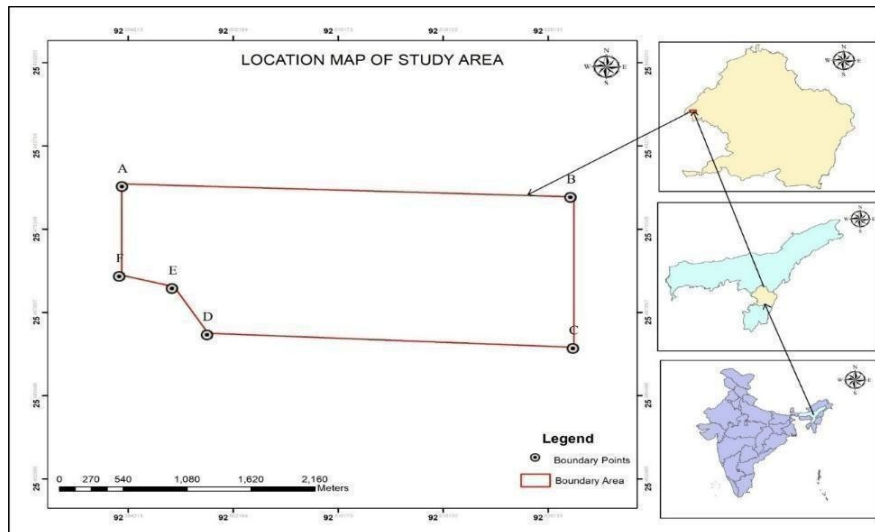 92 92 92 92 92
LOCATION MAP OF STUDY AREA
N
W E
S
N
W E
S
25 25
25 25
A
B
N
W E
S
25 25
F
E
D
25 25
C
N
W E
S
25 25
Legend
Boundary Points
0 270 540 1,080 1,620 2,160
Meters
Boundary Area
25 25
92 92 92 92 92